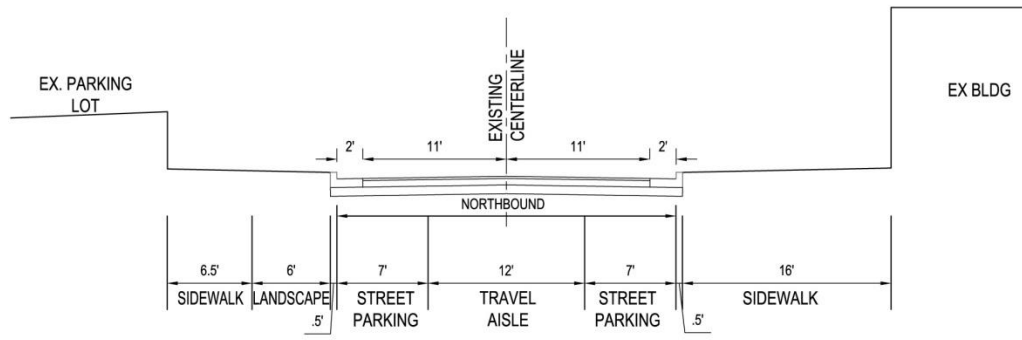 EX. PARKING
LOT
EXISTING
CENTERLINE
EX BLDG
2' 11' 11' 2'
NORTHBOUND
6.5' 6' 7' 12' 7' 16'
SIDEWALK LANDSCAPE STREET PARKING TRAVEL AISLE STREET PARKING SIDEWALK
.5' .5'